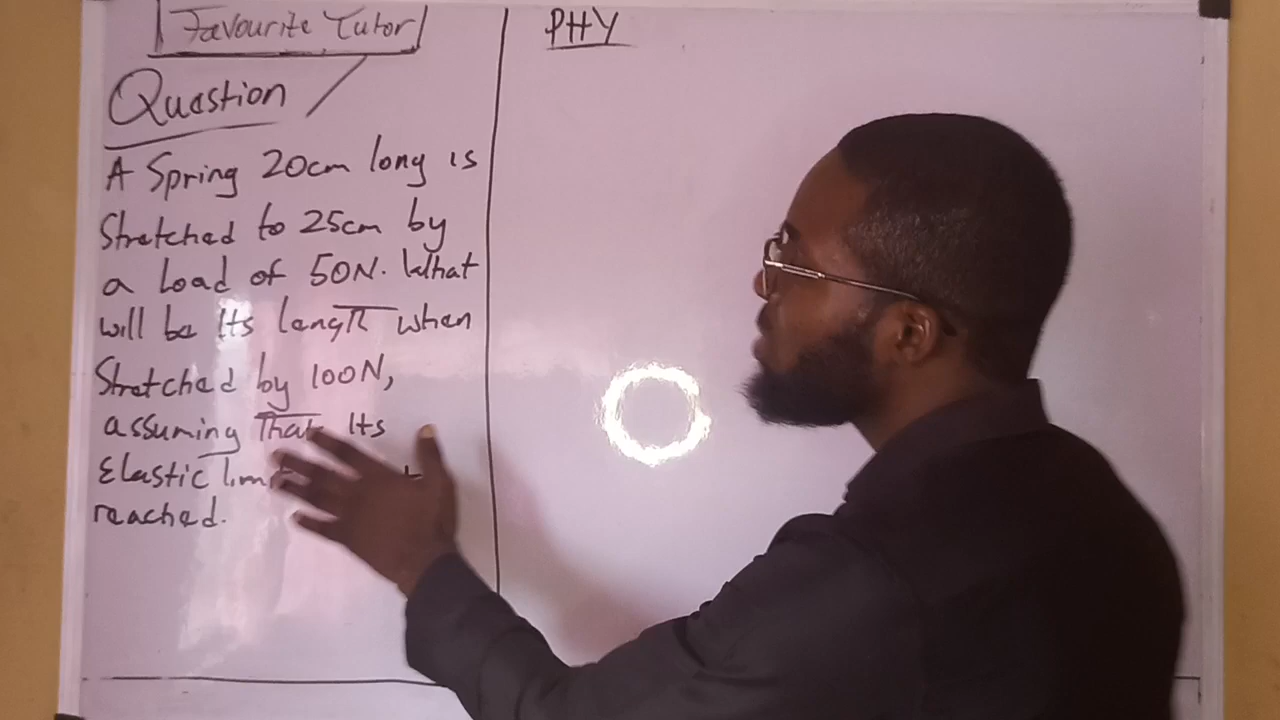 Favourite Tutor
PHY
Question
A Spring 20cm long is
Stretched to 25cm by
a load of 50N. What
will be Its length when
Stretched by 100N,
assuming That Its
Elastic
reached.